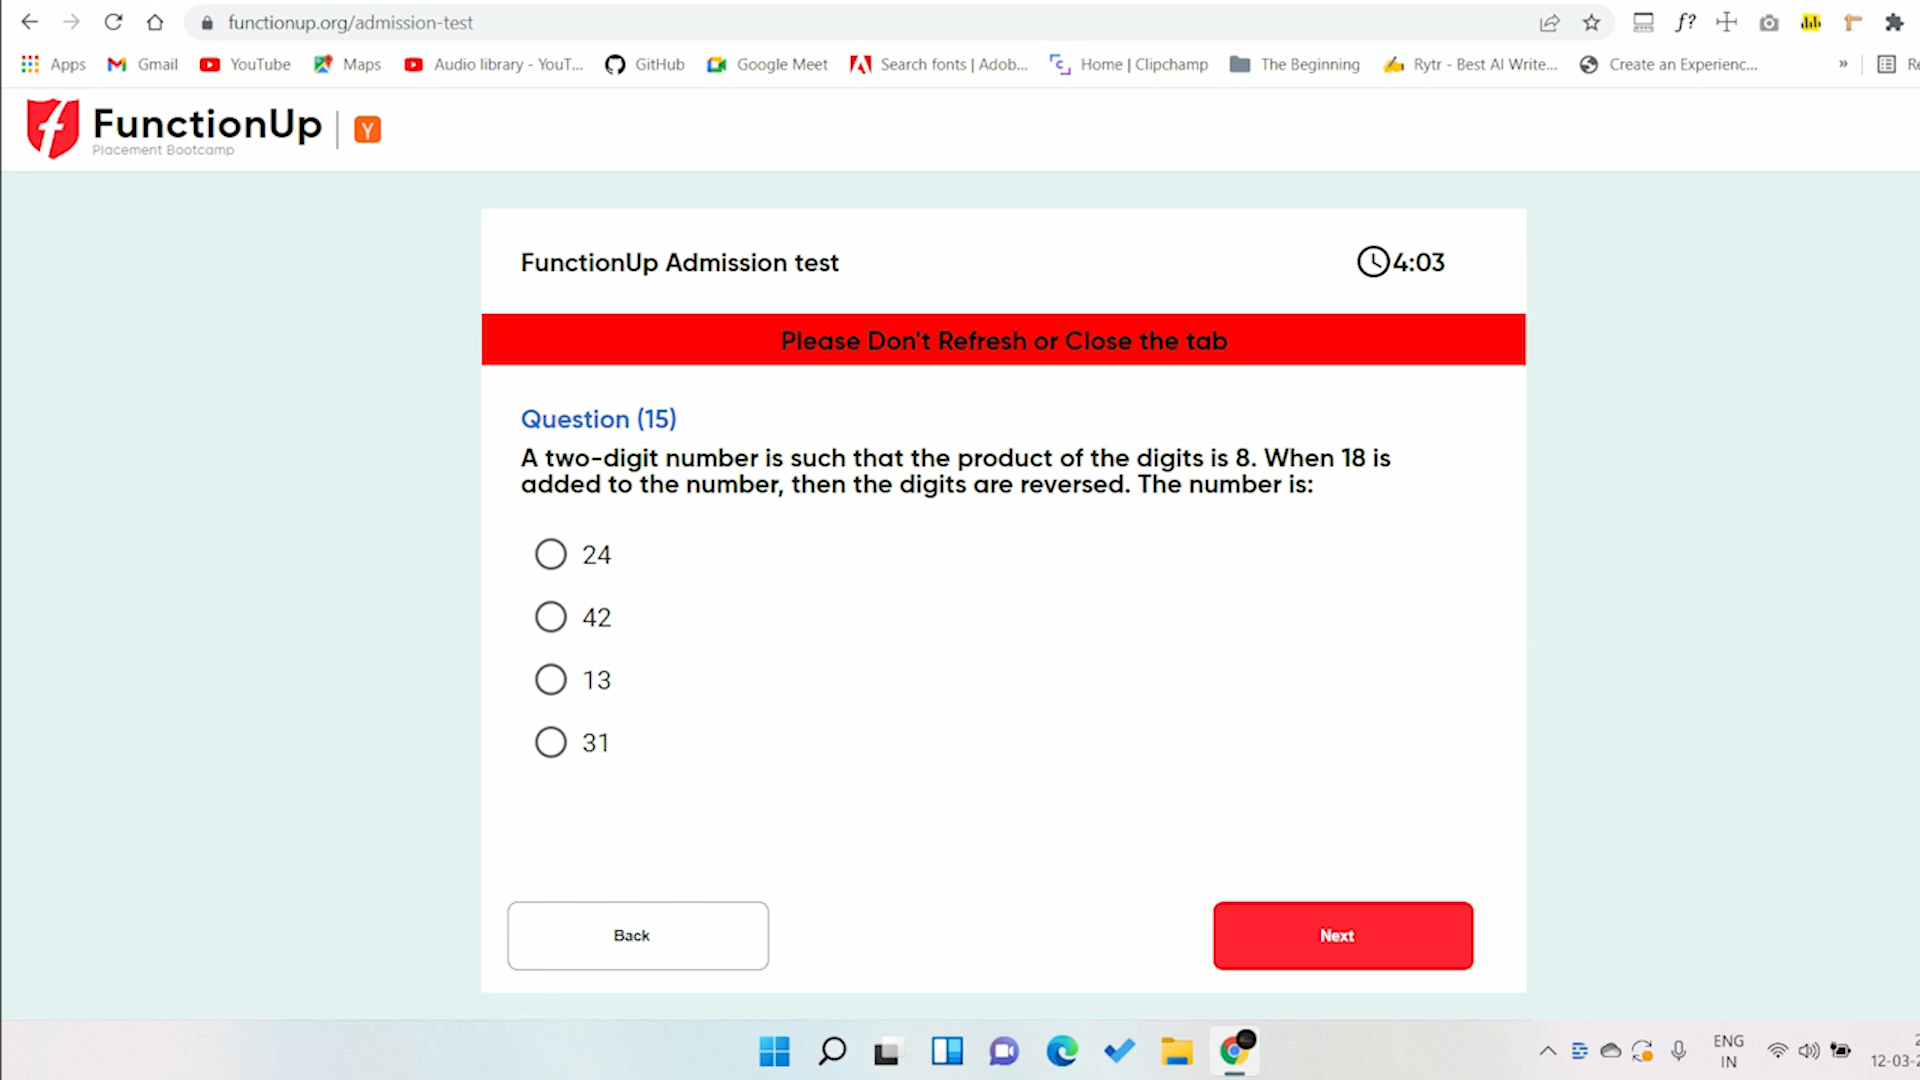 functionup.org/admission-test
f?
Apps Gmail YouTube Maps Audio library - YouT... GitHub Google Meet Search fonts | Adob... Home | Clipchamp The Beginning Rytr - Best AI Write... Create an Experienc... »
FunctionUp Y
Placement Bootcamp
FunctionUp Admission test 4:03
Please Don't Refresh or Close the tab
Question (15)
A two-digit number is such that the product of the digits is 8. When 18 is
added to the number, then the digits are reversed. The number is:
24
42
13
31
Back Next
ENG
IN
12-03-